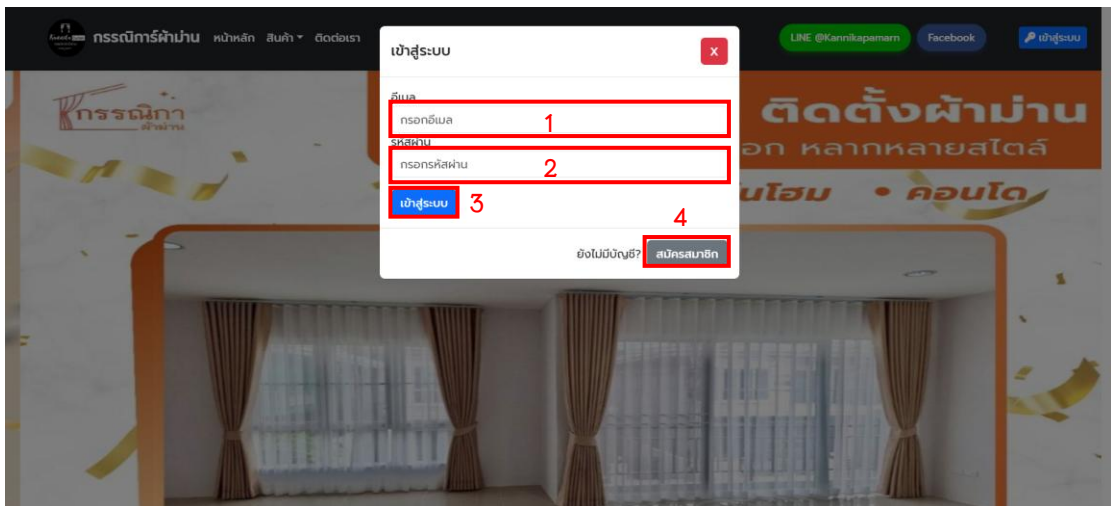 กรรณิการ์ผ้าม่าน หน้าหลัก สินค้า ติดต่อเรา LINE @Kannikapamarn Facebook เข้าสู่ระบบ
เข้าสู่ระบบ X
อีเมล
กรอกอีเมล 1
รหัสผ่าน
กรอกรหัสผ่าน 2
เข้าสู่ระบบ 3
4
ยังไม่มีบัญชี? สมัครสมาชิก
กรรณิกา
ผ้าม่าน
ติดตั้งผ้าม่าน
อก หลากหลายสไตล์
นโฮม • คอนโด